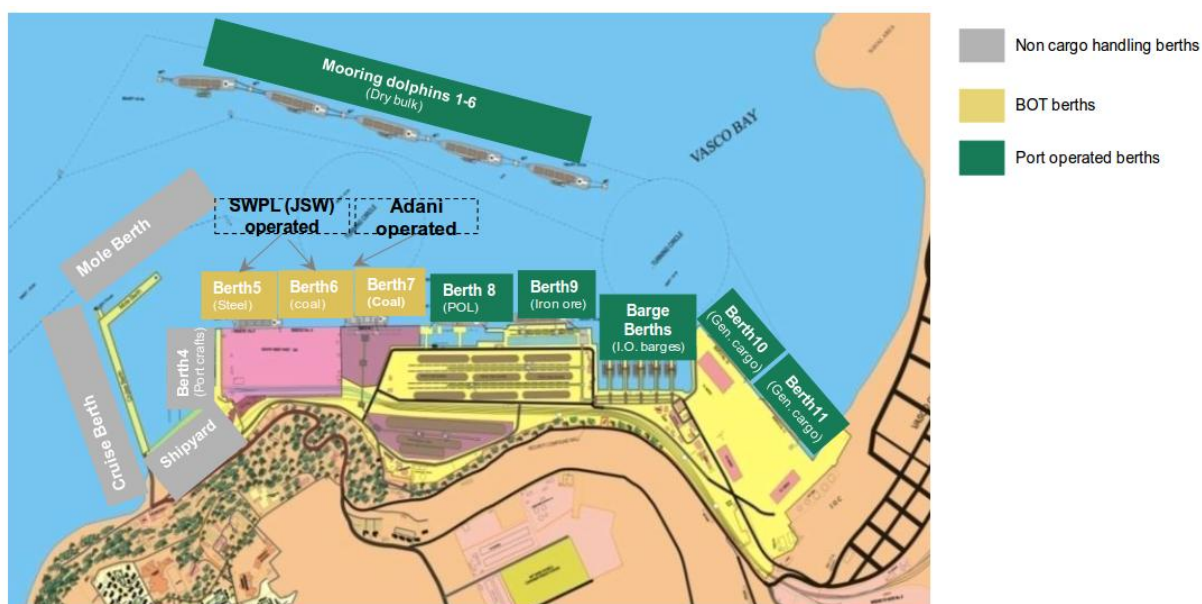 Mooring dolphins 1-6
(Dry bulk)
VASCO BAY
Non cargo handling berths
BOT berths
Port operated berths
Mole Berth
SWPL (JSW)
operated
Adani
operated
TURNING CIRCLE
Berth5
(Steel)
Berth6
(coal)
Berth7
(Coal)
Berth 8
(POL)
Berth9
(Iron ore)
Barge
Berths
(I.O. barges)
Berth10
(Gen. cargo)
Berth11
(Gen. cargo)
Berth4
(Port crafts)
Cruise Berth
Shipyard